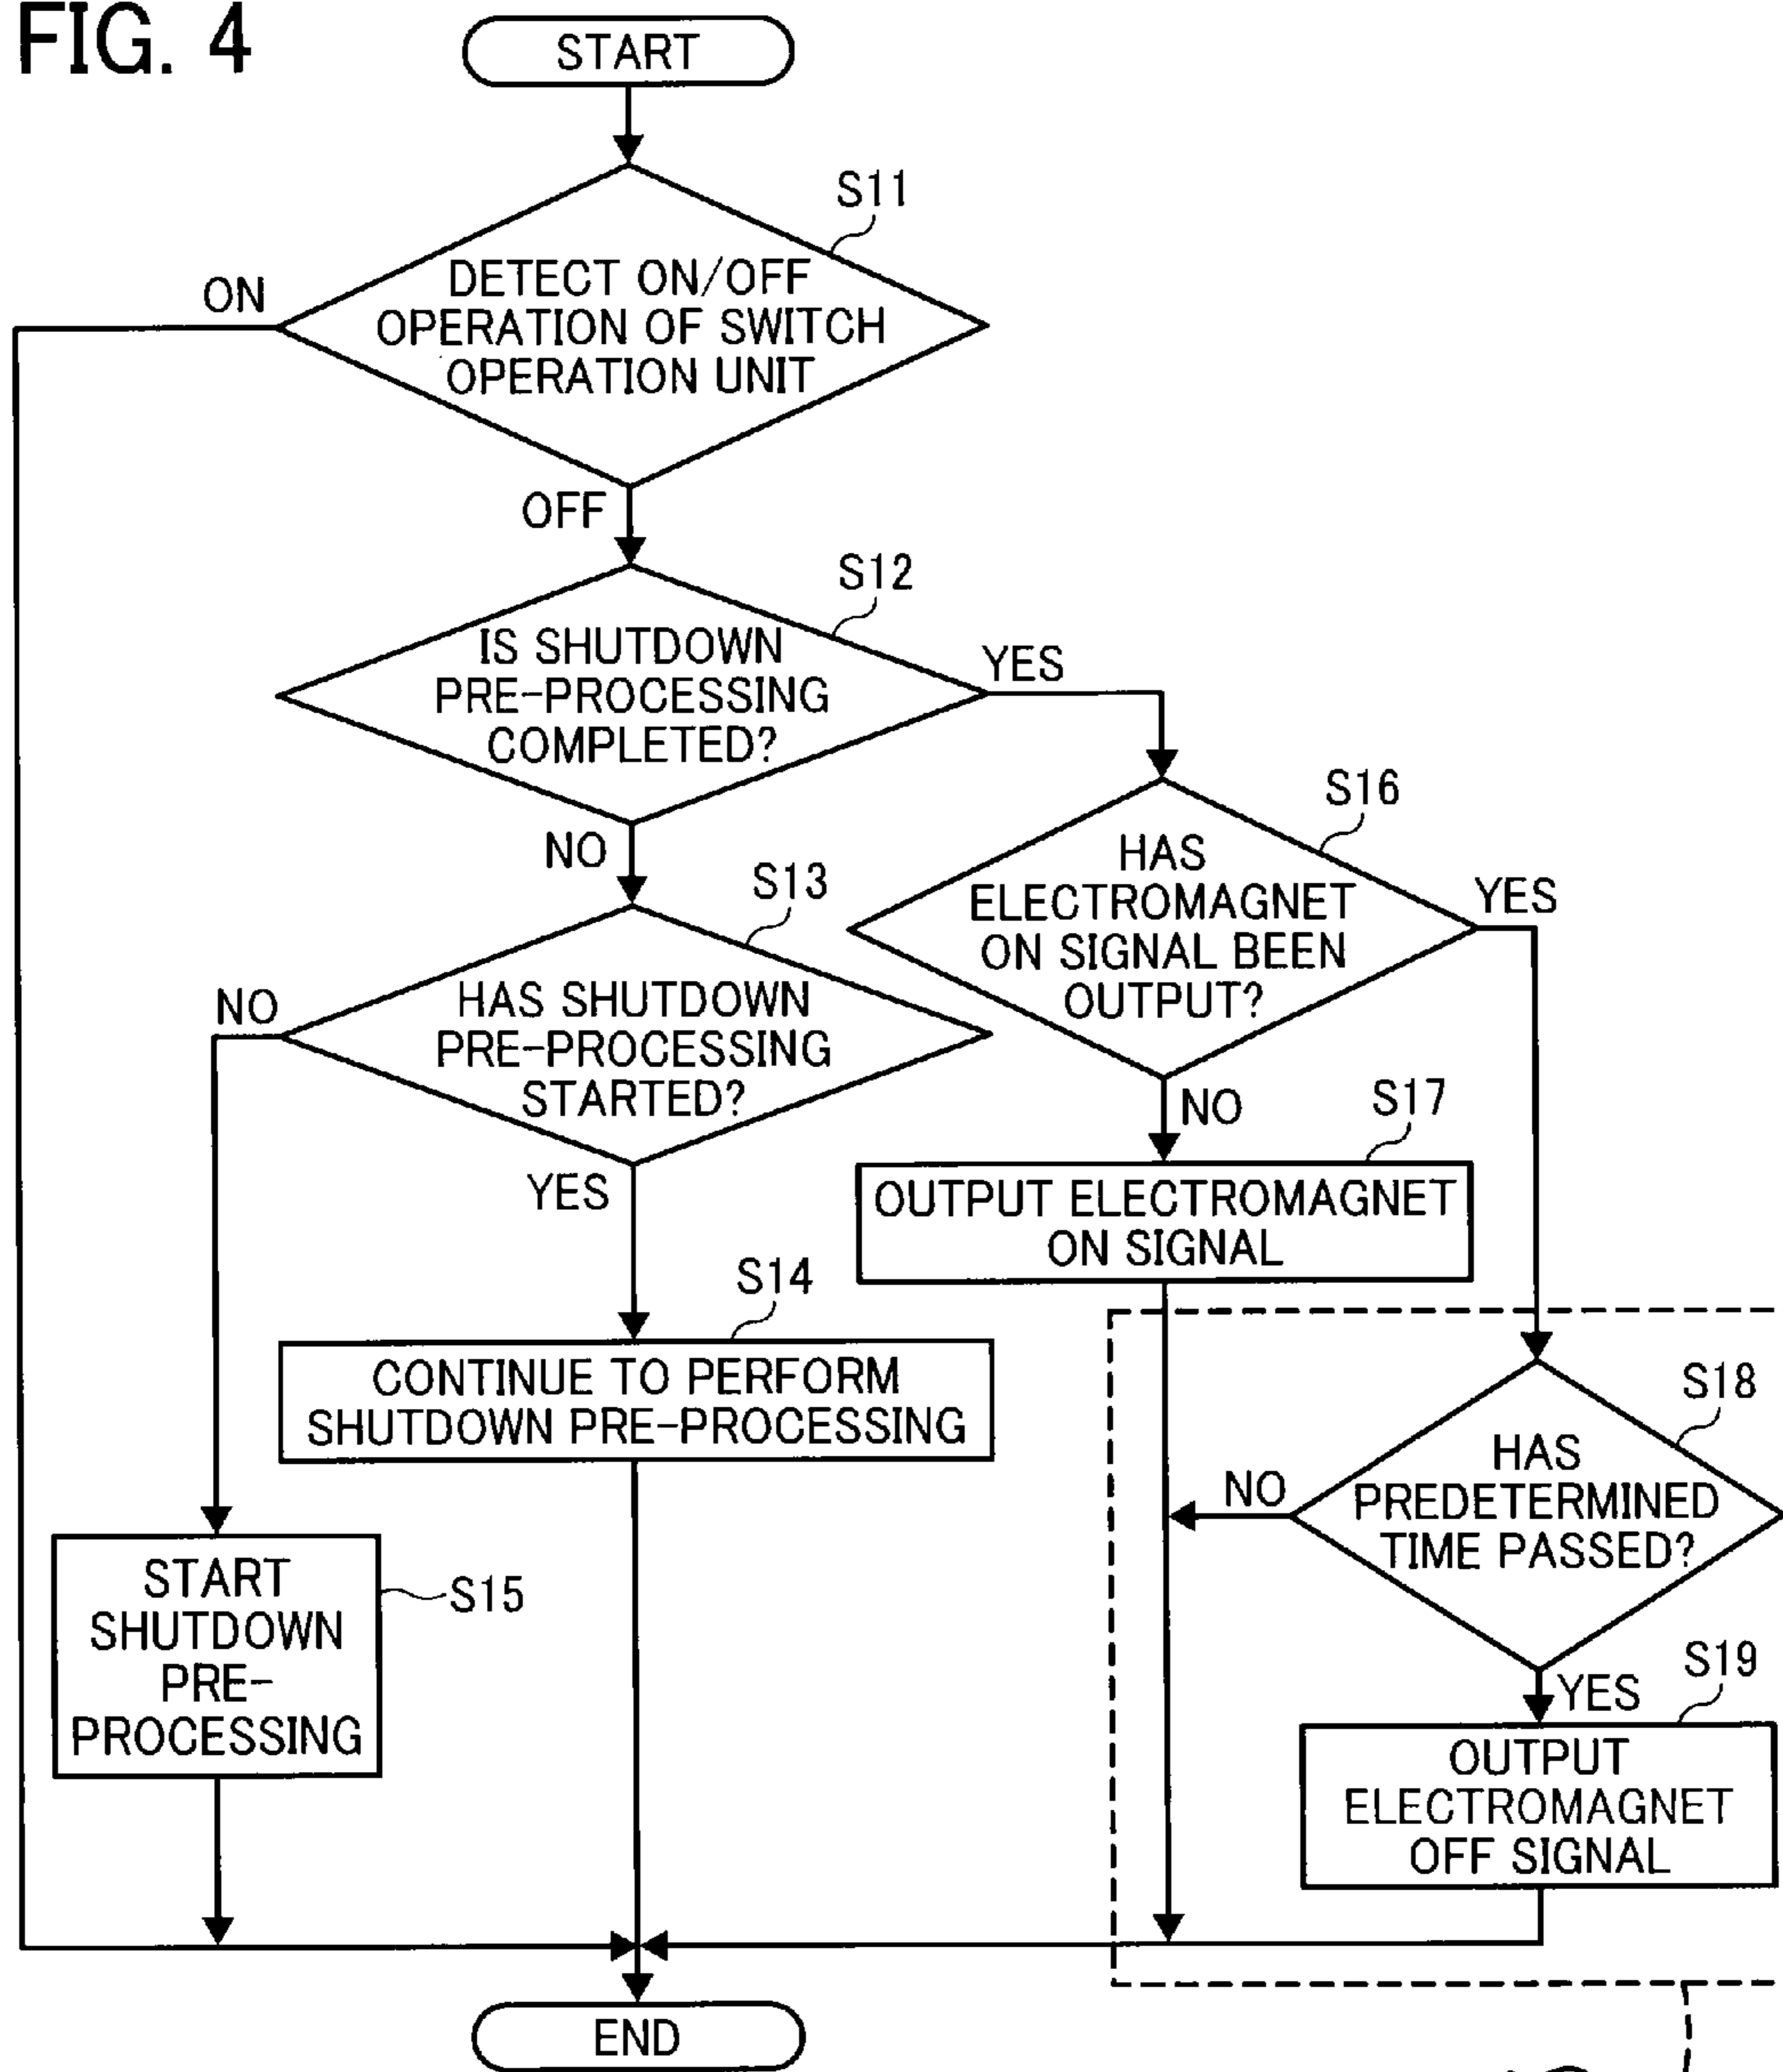 FIG. 4
START
S11
DETECT ON/OFF
OPERATION OF SWITCH
OPERATION UNIT
ON
OFF
S12
IS SHUTDOWN
PRE-PROCESSING
COMPLETED?
YES
NO
S13
HAS SHUTDOWN
PRE-PROCESSING
STARTED?
NO
YES
S14
CONTINUE TO PERFORM
SHUTDOWN PRE-PROCESSING
START
SHUTDOWN
PRE-
PROCESSING
S15
S16
HAS
ELECTROMAGNET
ON SIGNAL BEEN
OUTPUT?
YES
NO
S17
OUTPUT ELECTROMAGNET
ON SIGNAL
S18
HAS
PREDETERMINED
TIME PASSED?
NO
YES
S19
OUTPUT
ELECTROMAGNET
OFF SIGNAL
END